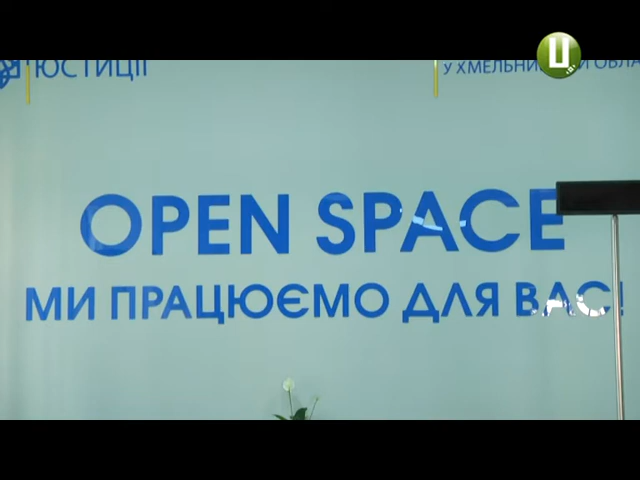 ЮСТИЦІЇ
У ХМЕЛЬНИ
OPEN SPACE
МИ ПРАЦЮЄМО ДЛЯ ВАС!